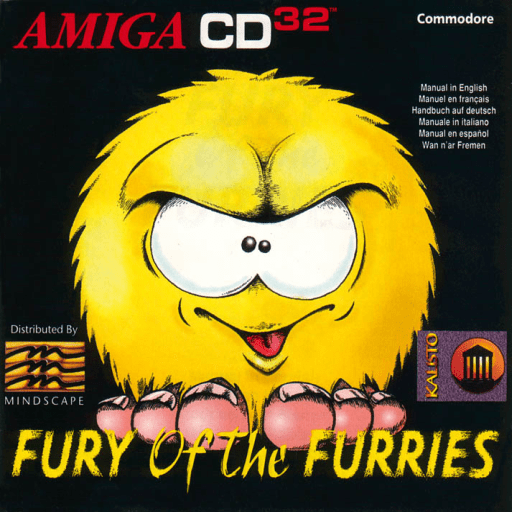 AMIGA CD32™
Commodore
Manual in English
Manuel en français
Handbuch auf deutsch
Manuale in italiano
Manual en español
Wan n'ar Fremen
Distributed By
MINDSCAPE
KALISTO
FURY Of the FURRIES